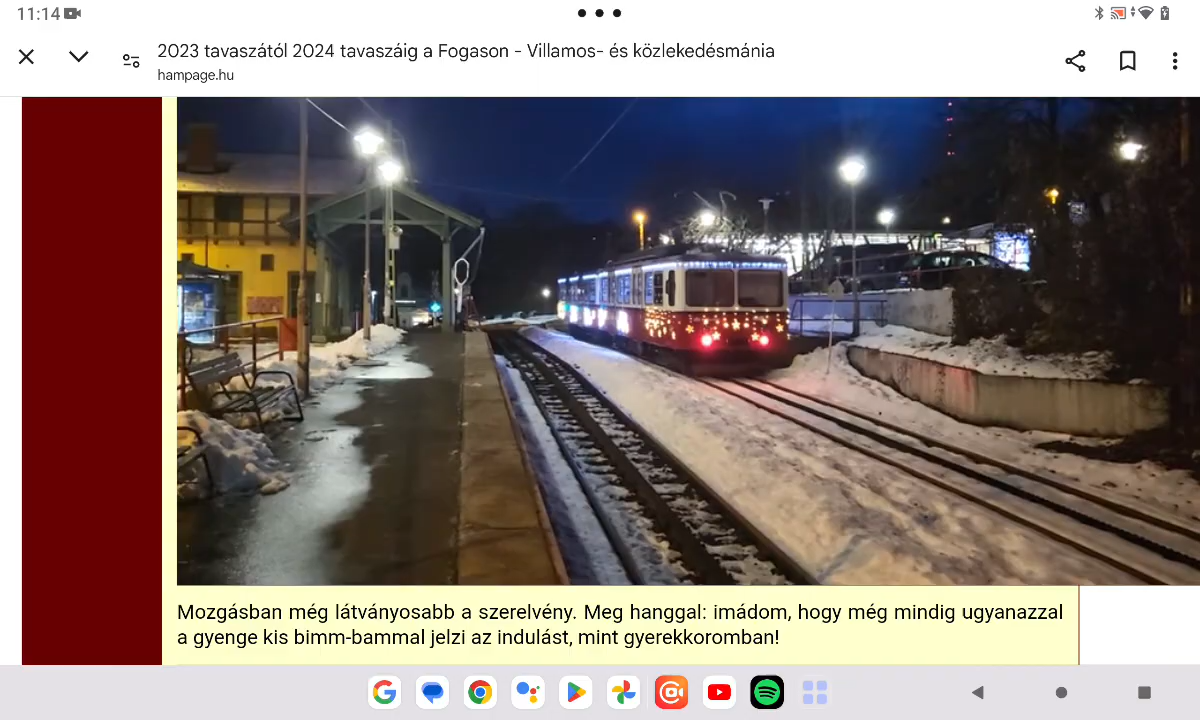 11:14
2023 tavaszától 2024 tavaszáig a Fogason - Villamos- és közlekedésmánia
hampage.hu
Mozgásban még látványosabb a szerelvény. Meg hanggal: imádom, hogy még mindig ugyanazzal
a gyenge kis bimm-bammal jelzi az indulást, mint gyerekkoromban!